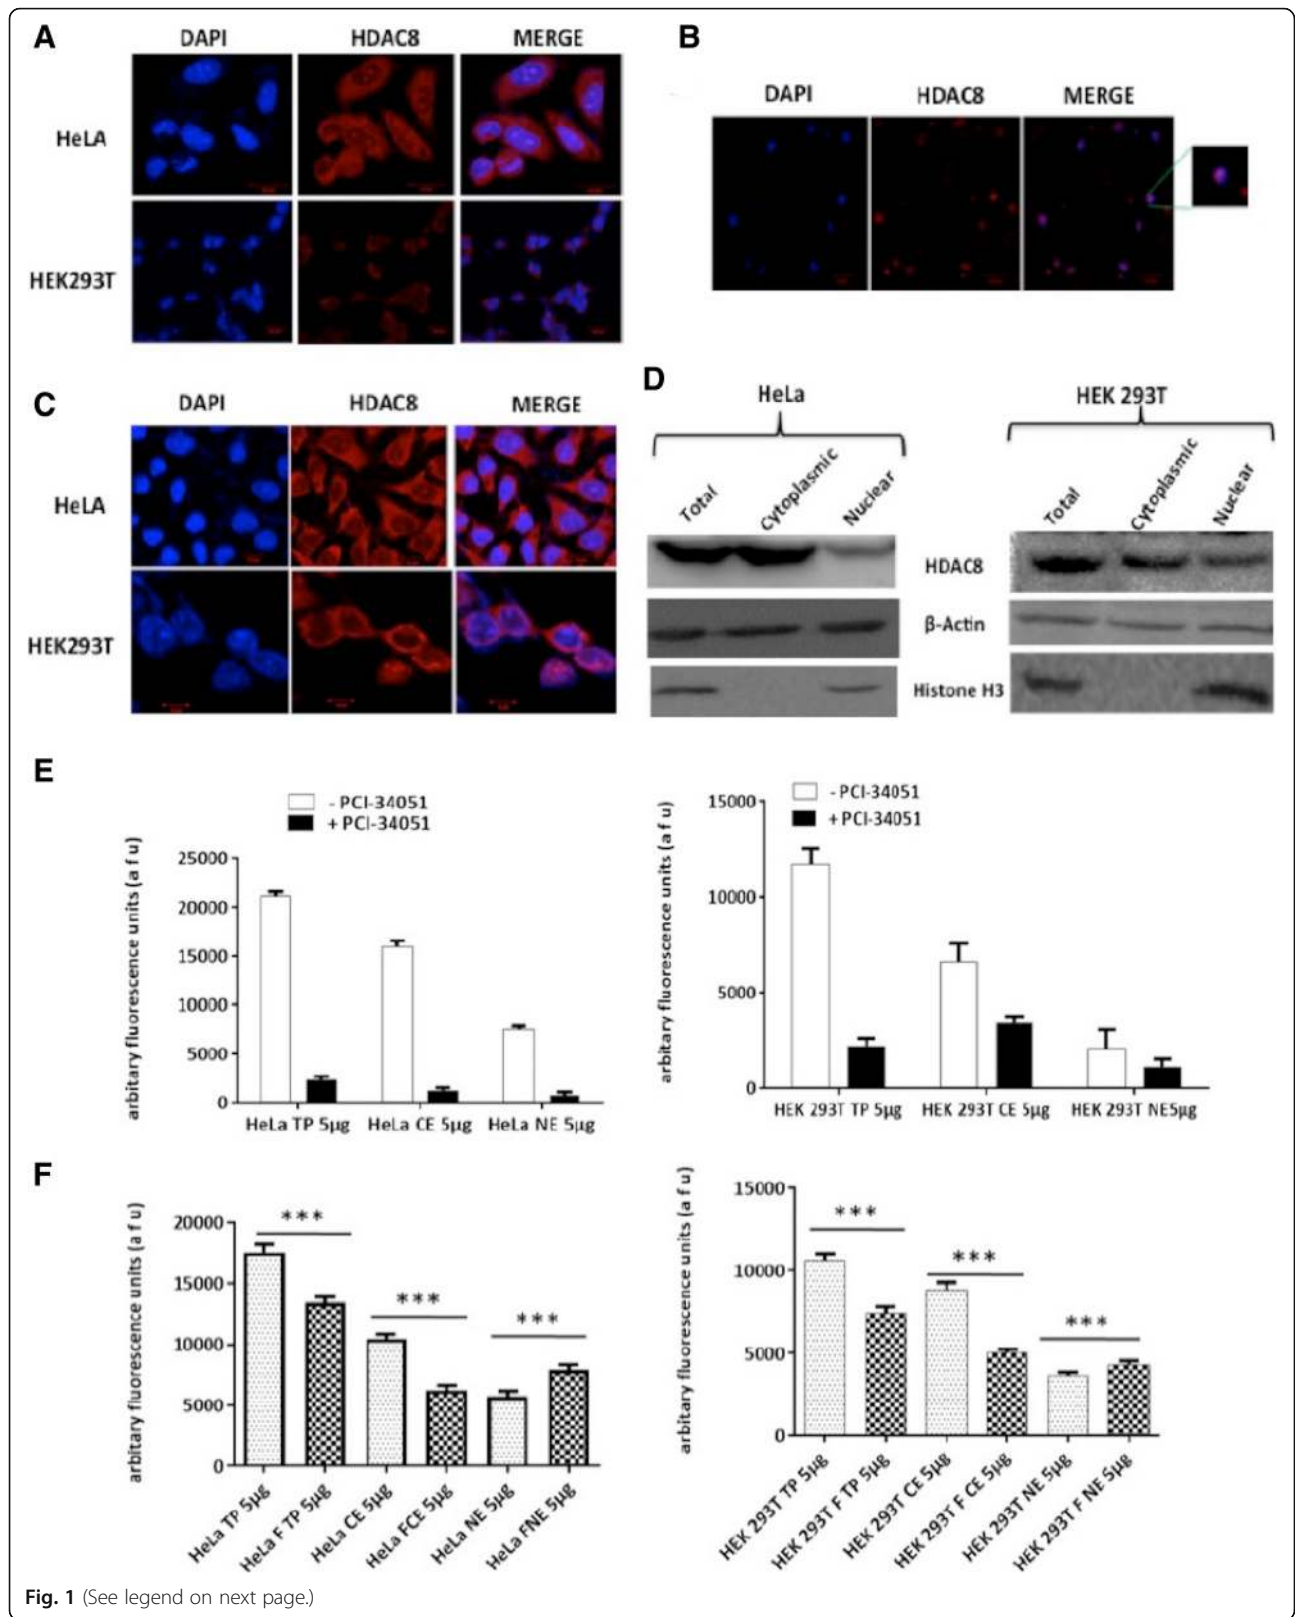 A
DAPI HDAC8 MERGE
HeLA
HEK293T
B
DAPI HDAC8 MERGE
C
DAPI HDAC8 MERGE
HeLA
HEK293T
D
HeLa HEK 293T
Total Cytoplasmic Nuclear Total Cytoplasmic Nuclear
HDAC8
β-Actin
Histone H3
E
- PCI-34051
+ PCI-34051
arbitary fluorescence units (a f u)
25000
20000
15000
10000
5000
0
HeLa TP 5µg HeLa CE 5µg HeLa NE 5µg
- PCI-34051
+ PCI-34051
arbitary fluorescence units (a f u)
15000
10000
5000
0
HEK 293T TP 5µg HEK 293T CE 5µg HEK 293T NE5µg
F
arbitary fluorescence units (a f u)
20000
15000
10000
5000
0
*** *** ***
HeLa TP 5µg
HeLa F TP 5µg
HeLa CE 5µg
HeLa FCE 5µg
HeLa NE 5µg
HeLa FNE 5µg
arbitary fluorescence units (a f u)
15000
10000
5000
0
*** *** ***
HEK 293T TP 5µg
HEK 293T F TP 5µg
HEK 293T CE 5µg
HEK 293T F CE 5µg
HEK 293T NE 5µg
HEK 293T F NE 5µg
Fig. 1 (See legend on next page.)